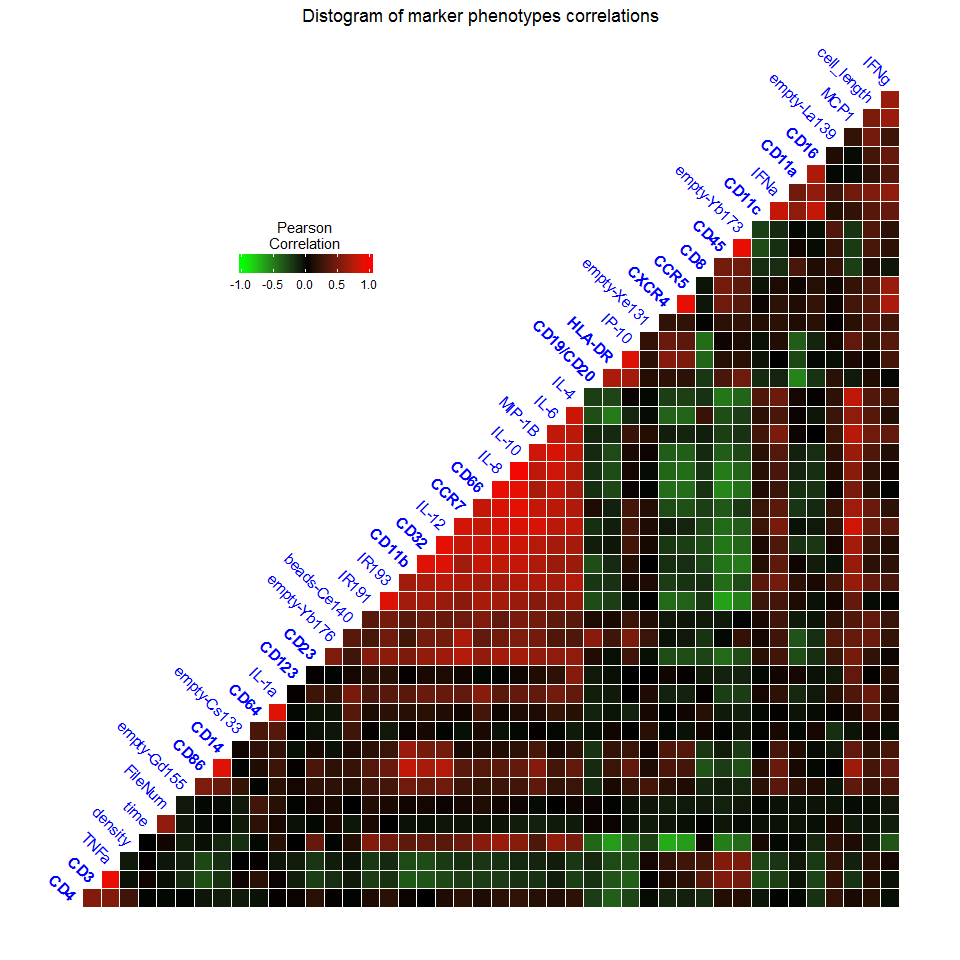 Distogram of marker phenotypes correlations
IFNg
cell_length
MCP1
empty-La139
CD16
CD11a
IFNa
CD11c
empty-Yb173
CD45
CD8
CCR5
CXCR4
empty-Xe131
IP-10
HLA-DR
CD19/CD20
IL-4
IL-6
MIP-1B
IL-10
IL-8
CD66
CCR7
IL-12
CD32
CD11b
IR193
IR191
beads-Ce140
empty-Yb176
CD23
CD123
IL-1a
CD64
empty-Cs133
CD14
CD86
empty-Gd155
FileNum
time
density
TNFa
CD3
CD4
Pearson
Correlation
-1.0 -0.5 0.0 0.5 1.0